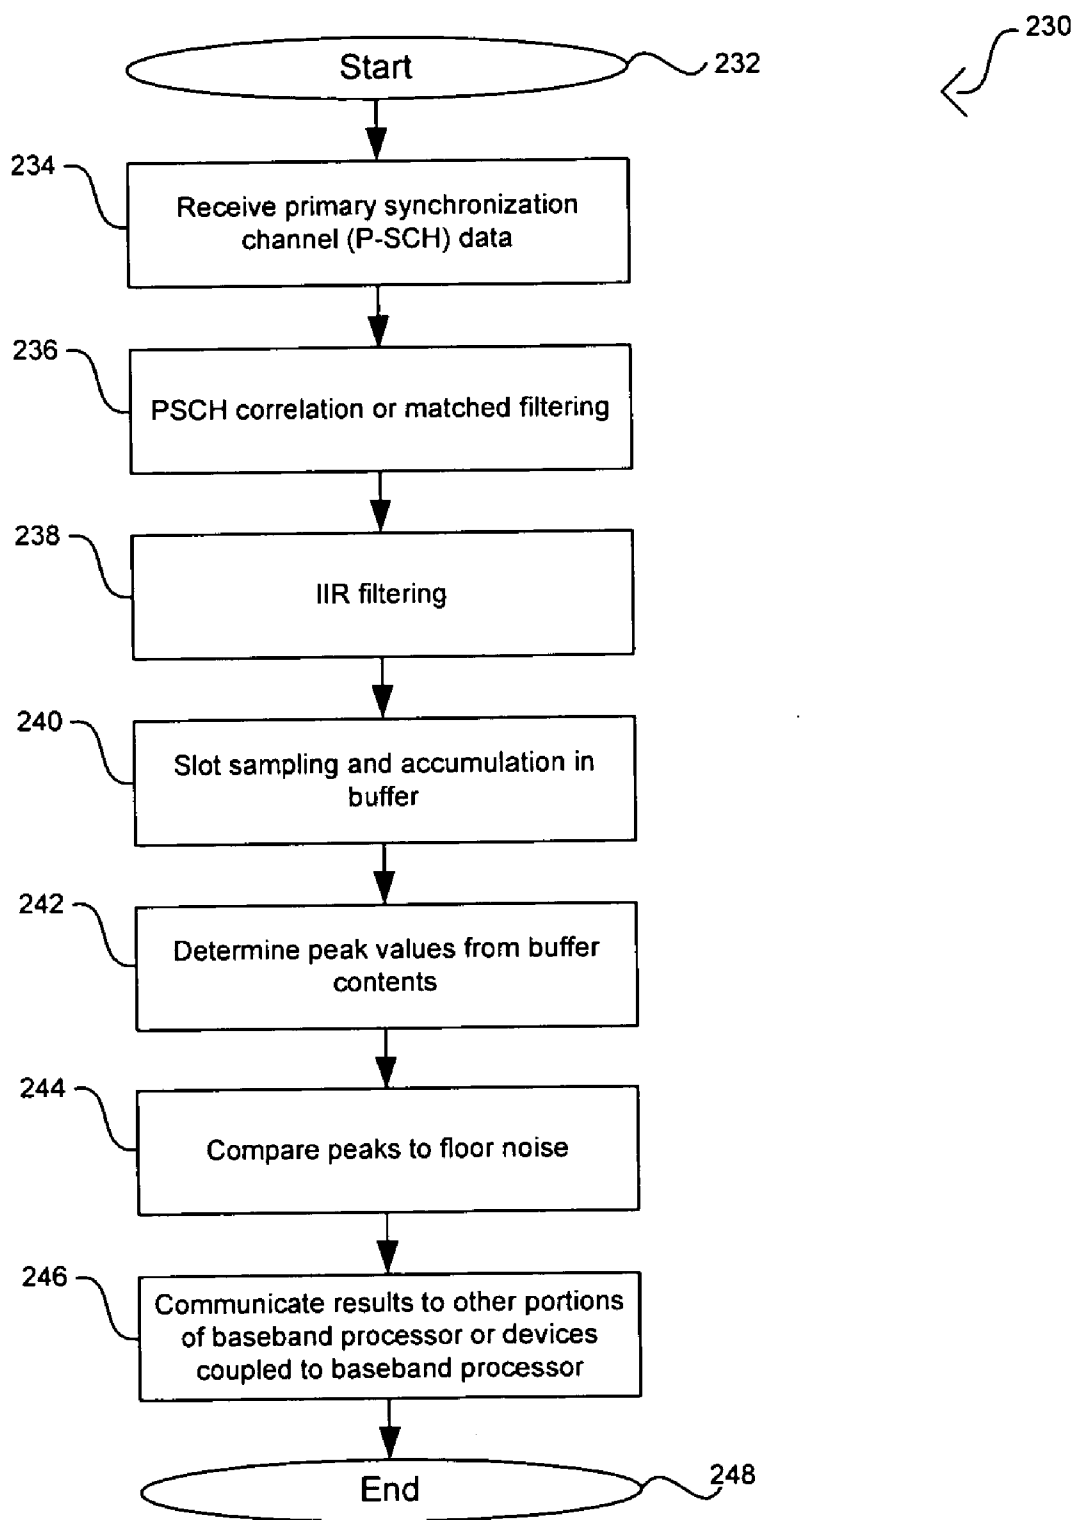 230
Start
232
234
Receive primary synchronization
channel (P-SCH) data
236
PSCH correlation or matched filtering
238
IIR filtering
240
Slot sampling and accumulation in
buffer
242
Determine peak values from buffer
contents
244
Compare peaks to floor noise
246
Communicate results to other portions
of baseband processor or devices
coupled to baseband processor
End
248